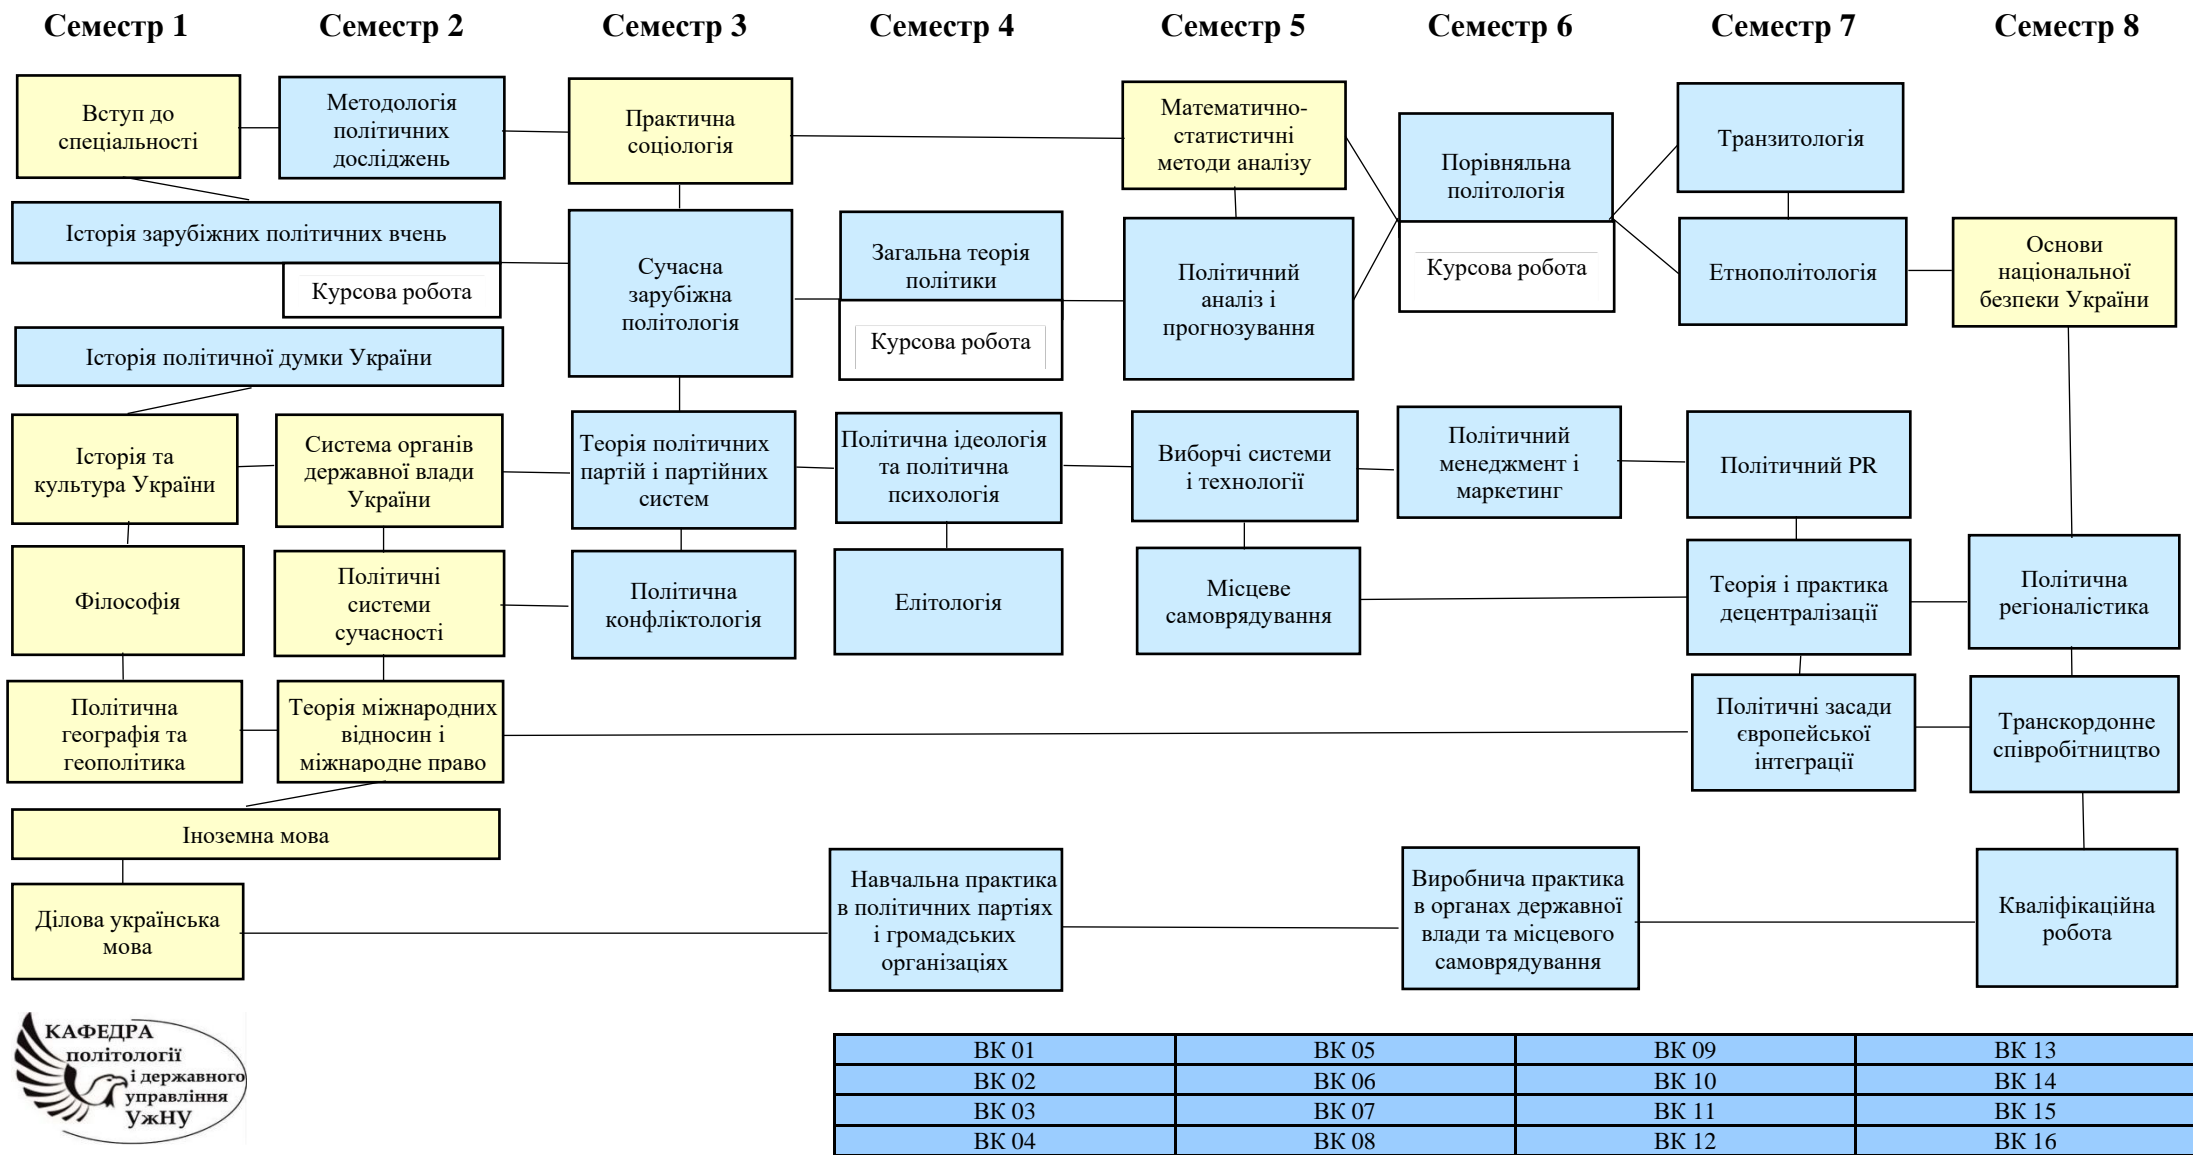 Семестр 1
Семестр 2
Семестр 3
Семестр 4
Семестр 5
Семестр 6
Семестр 7
Семестр 8
Вступ до
спеціальності
Методологія
політичних
досліджень
Практична
соціологія
Математично-
статистичні
методи аналізу
Порівняльна
політологія
Курсова робота
Транзитологія
Історія зарубіжних політичних вчень
Курсова робота
Сучасна
зарубіжна
політологія
Загальна теорія
політики
Курсова робота
Політичний
аналіз і
прогнозування
Етнополітологія
Основи
національної
безпеки України
Історія політичної думки України
Історія та
культура України
Система органів
державної влади
України
Теорія політичних
партій і партійних
систем
Політична ідеологія
та політична
психологія
Виборчі системи
і технології
Політичний
менеджмент і
маркетинг
Політичний PR
Філософія
Політичні
системи
сучасності
Політична
конфліктологія
Елітологія
Місцеве
самоврядування
Теорія і практика
децентралізації
Політична
регіоналістика
Політична
географія та
геополітика
Теорія міжнародних
відносин і
міжнародне право
Політичні засади
європейської
інтеграції
Транскордонне
співробітництво
Іноземна мова
Ділова українська
мова
Навчальна практика
в політичних партіях
і громадських
організаціях
Виробнича практика
в органах державної
влади та місцевого
самоврядування
Кваліфікаційна
робота
КАФЕДРА
політології
і державного
управління
УжНУ
ВК 01
ВК 05
ВК 09
ВК 13
ВК 02
ВК 06
ВК 10
ВК 14
ВК 03
ВК 07
ВК 11
ВК 15
ВК 04
ВК 08
ВК 12
ВК 16